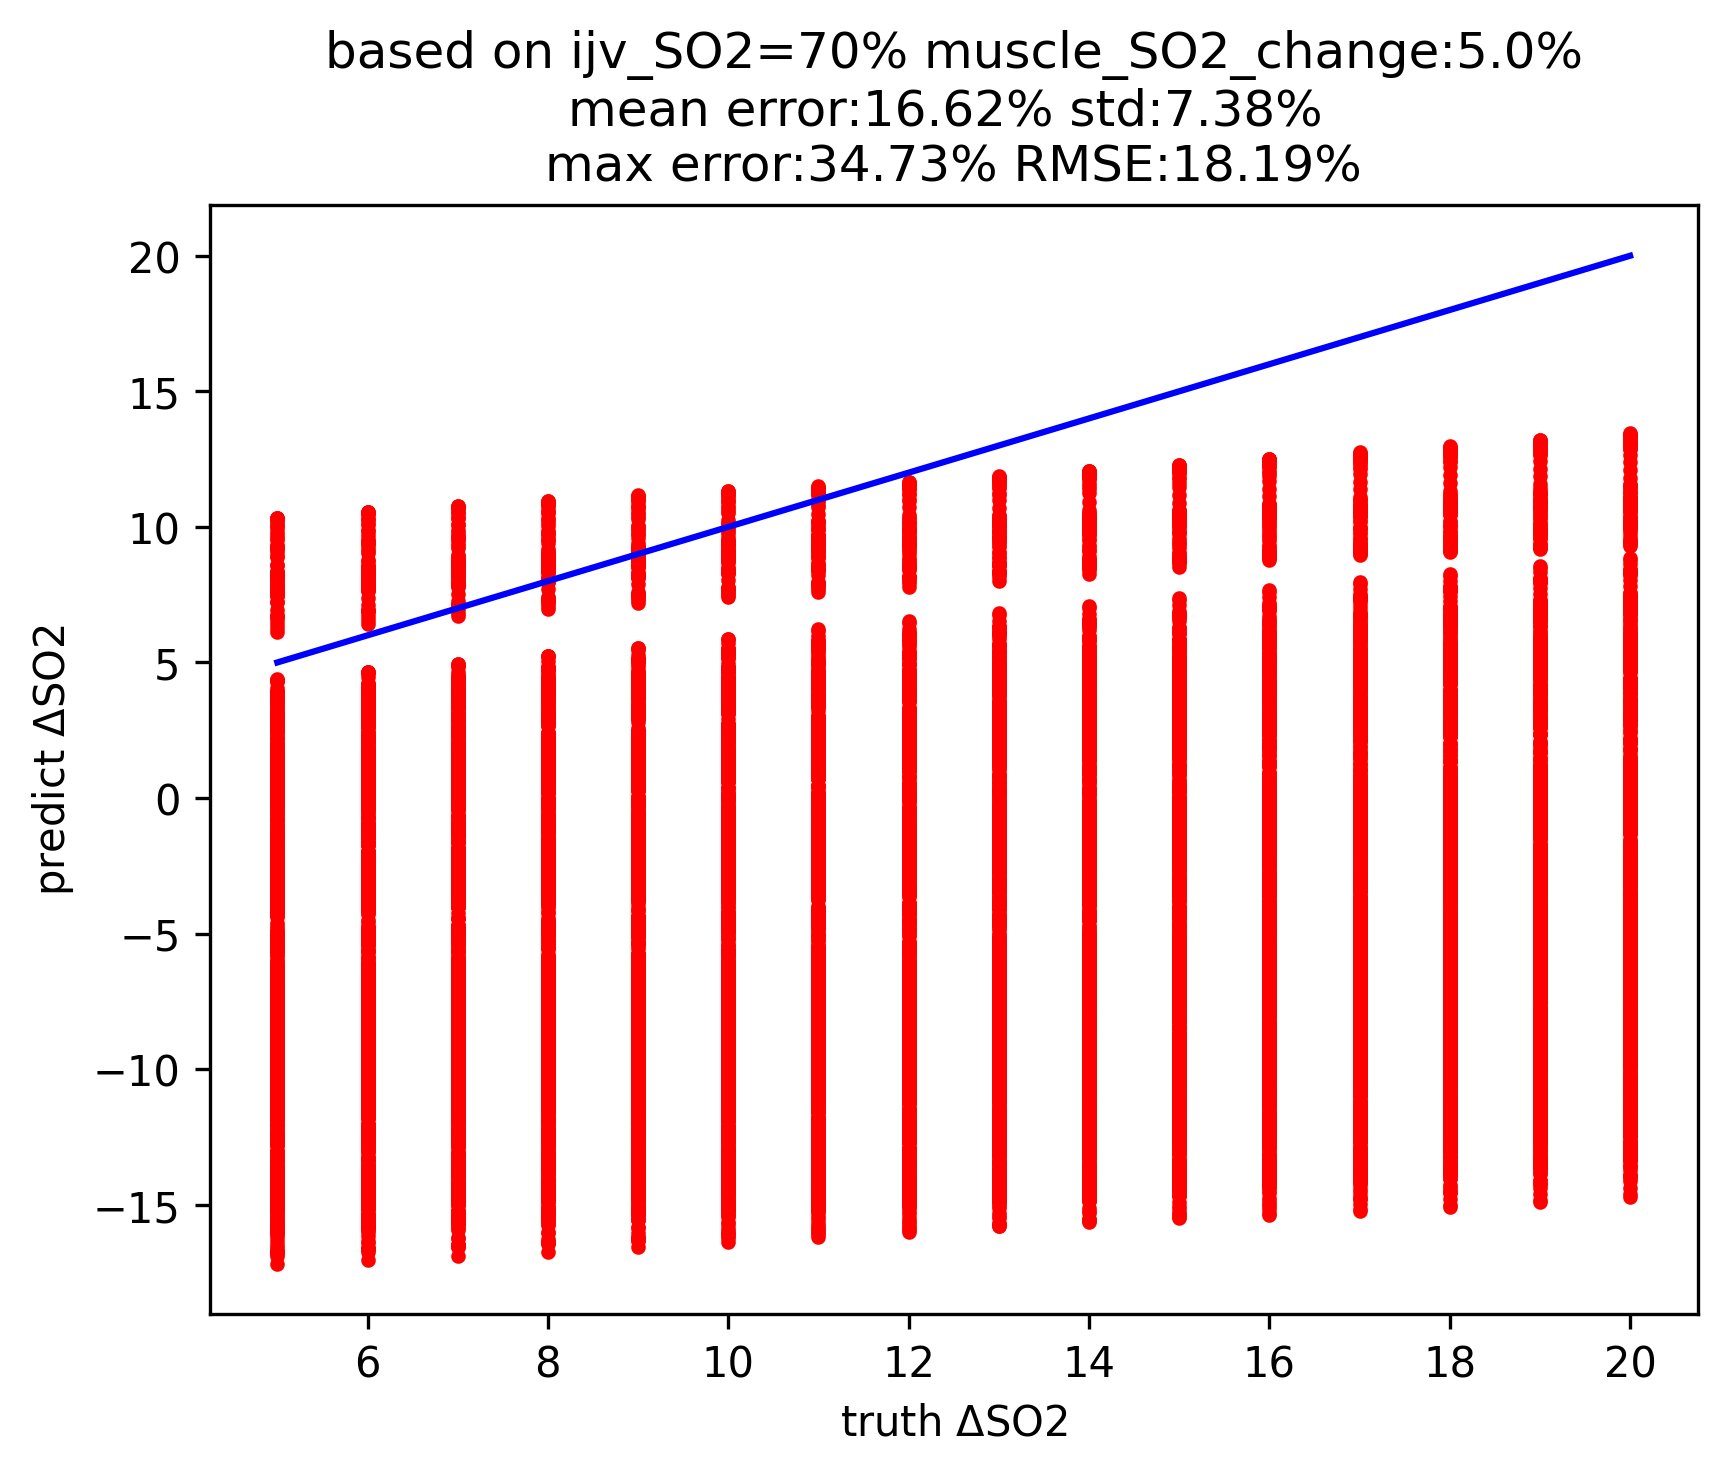 based on ijv_SO2=70% muscle_SO2_change:5.0%
mean error:16.62% std:7.38%
max error:34.73% RMSE:18.19%
20
15
10
5
0
−5
−10
−15
predict ΔSO2
6 8 10 12 14 16 18 20
truth ΔSO2